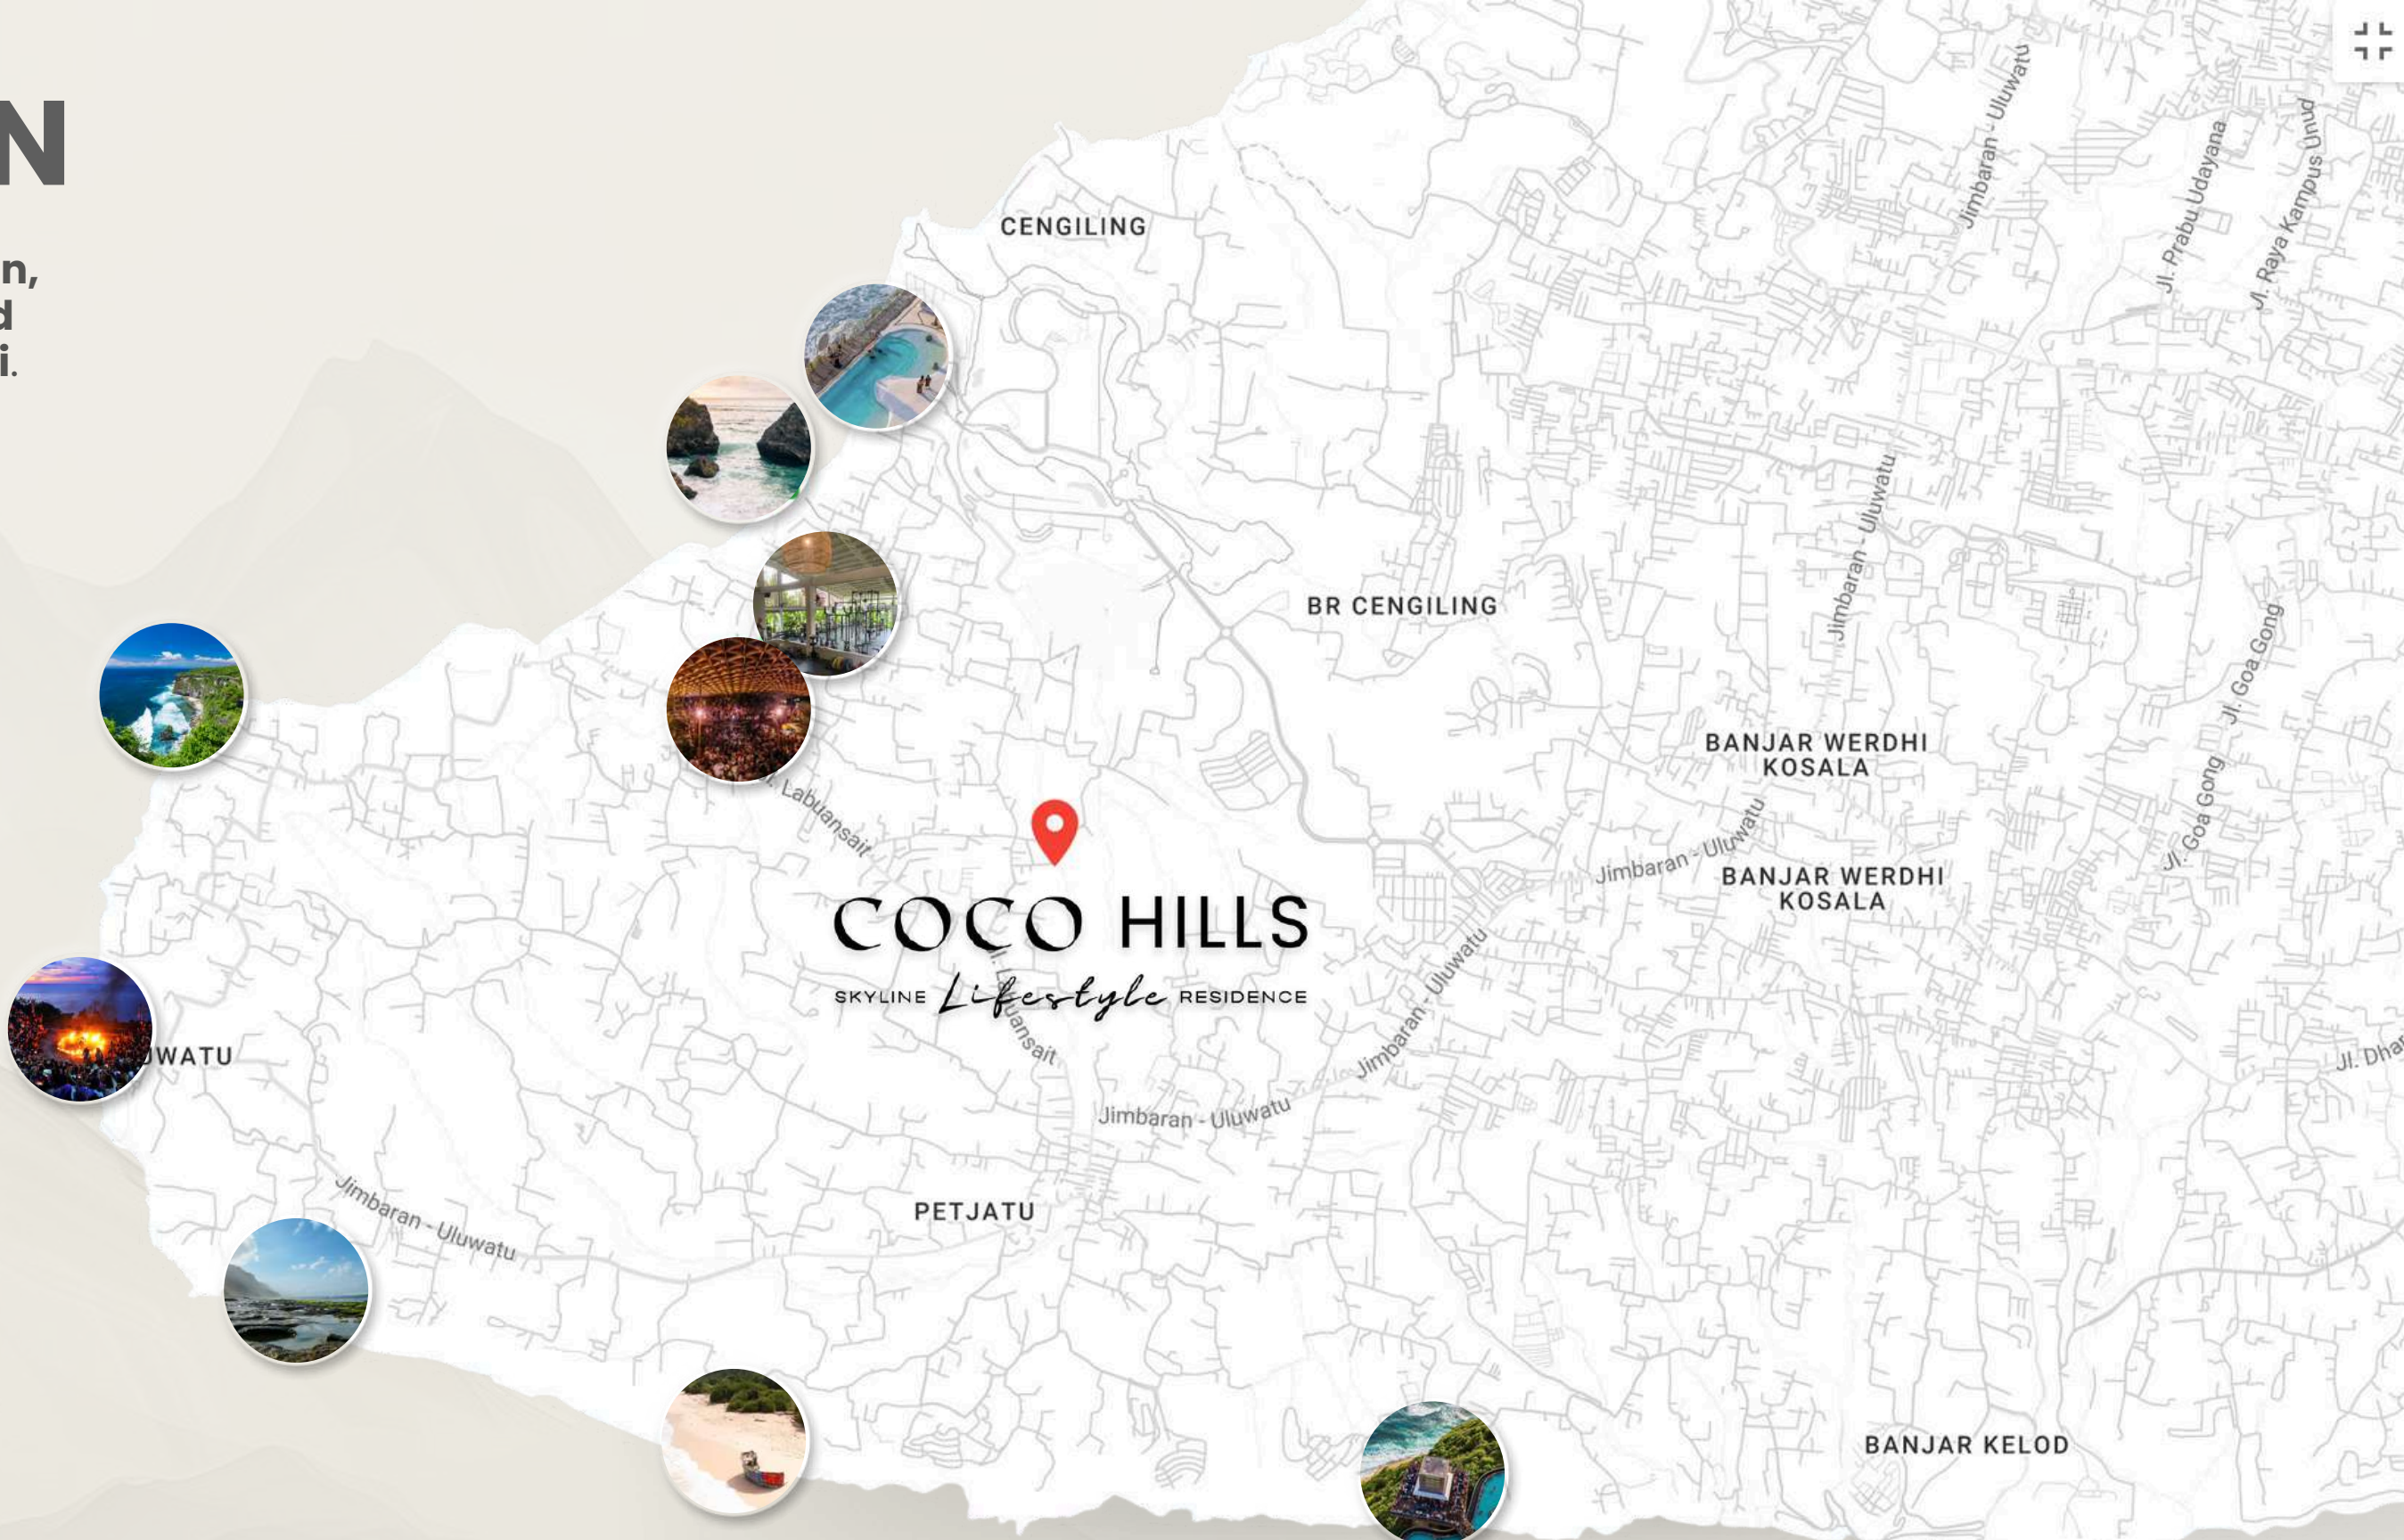 N
n,
d
i.
CENGILING
Jimbaran - Uluwatu
Jl. Prabu Udayana
Jl. Raya Kampus Unud
BR CENGILING
Jimbaran - Uluwatu
Jl. Goa Gong
BANJAR WERDHI
KOSALA
Jl. Labuansait
Jimbaran - Uluwatu
Jl. Goa Gong
BANJAR WERDHI
KOSALA
COCO HILLS
SKYLINE Lifestyle RESIDENCE
Jl. Labuansait
Jimbaran - Uluwatu
UWATU
Jimbaran - Uluwatu
Jimbaran - Uluwatu
PETJATU
BANJAR KELOD